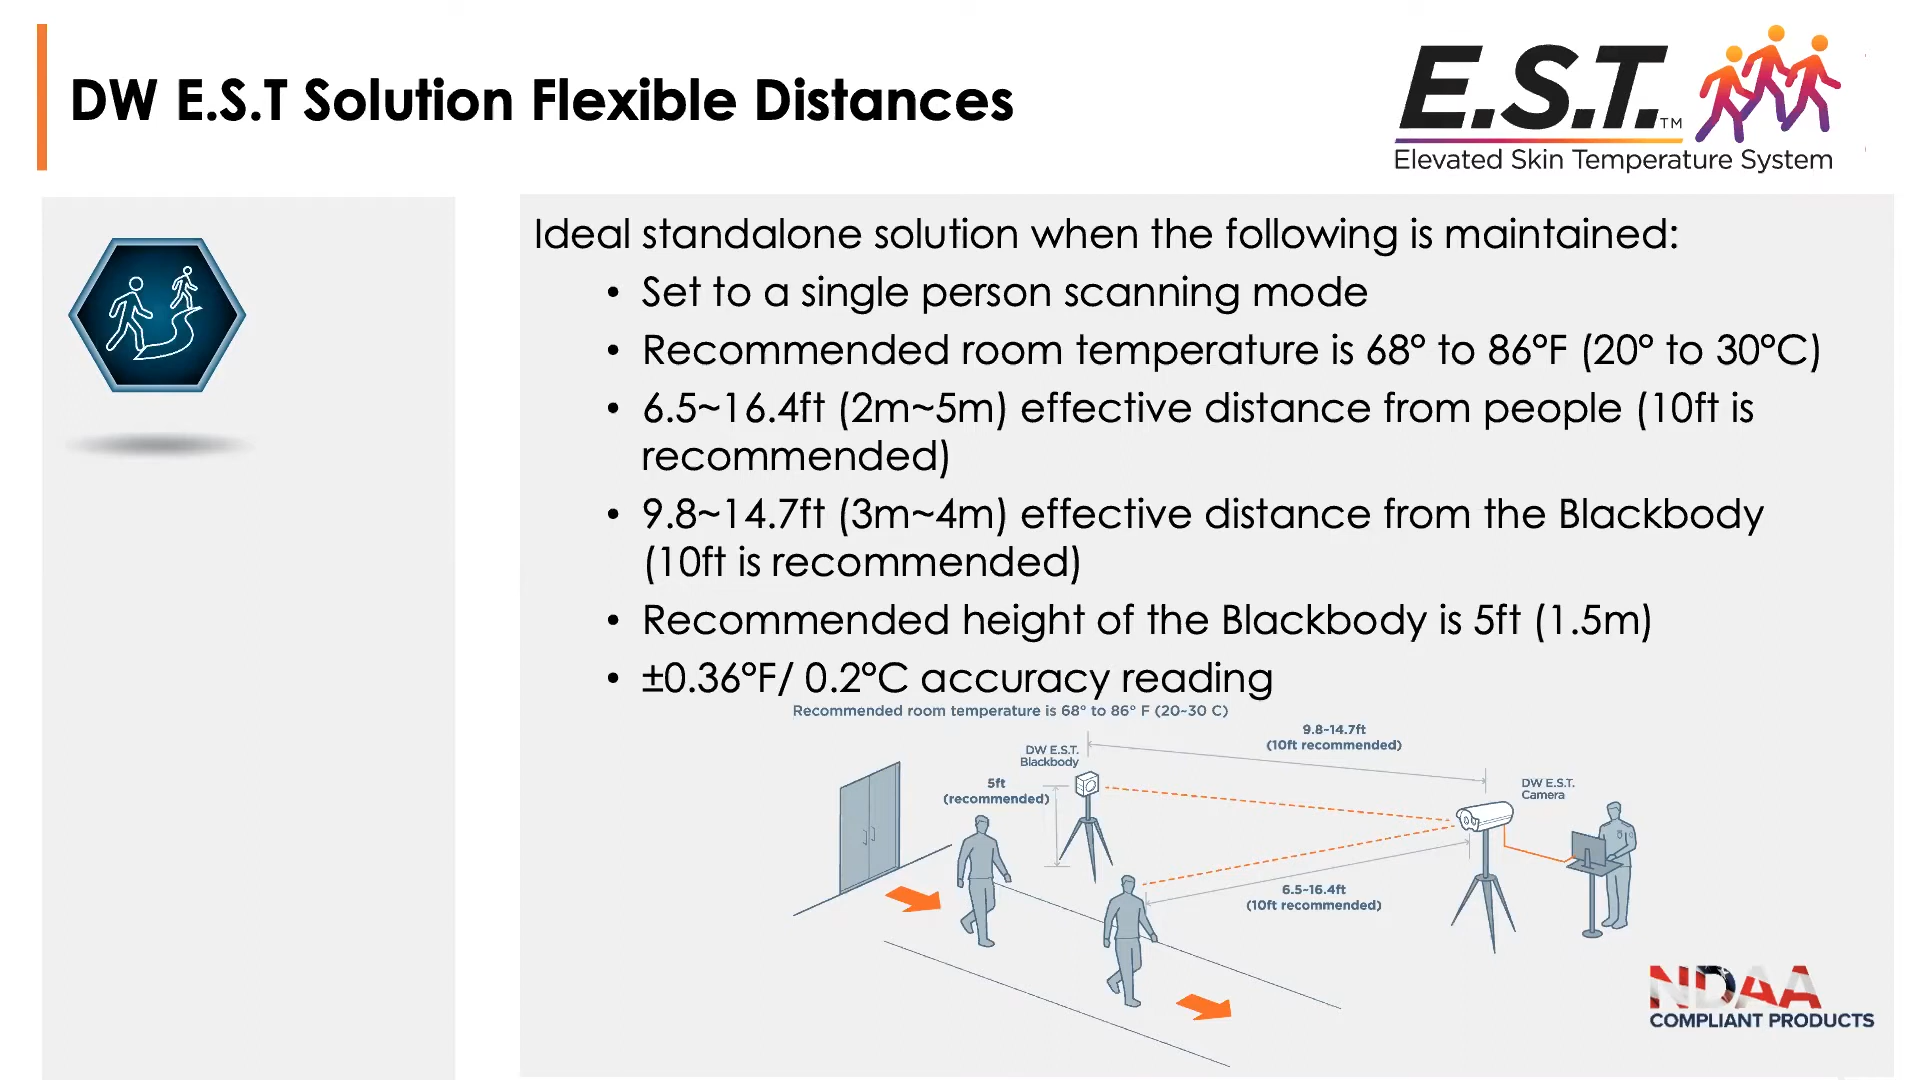 DW E.S.T Solution Flexible Distances
E.S.T.™
Elevated Skin Temperature System
Ideal standalone solution when the following is maintained:
• Set to a single person scanning mode
• Recommended room temperature is 68° to 86°F (20° to 30°C)
• 6.5~16.4ft (2m~5m) effective distance from people (10ft is
recommended)
• 9.8~14.7ft (3m~4m) effective distance from the Blackbody
(10ft is recommended)
• Recommended height of the Blackbody is 5ft (1.5m)
• ±0.36°F/ 0.2°C accuracy reading
Recommended room temperature is 68° to 86° F (20~30 C)
9.8~14.7ft
(10ft recommended)
DW E.S.T.
Blackbody
5ft
(recommended)
DW E.S.T.
Camera
6.5~16.4ft
(10ft recommended)
NDAA
COMPLIANT PRODUCTS